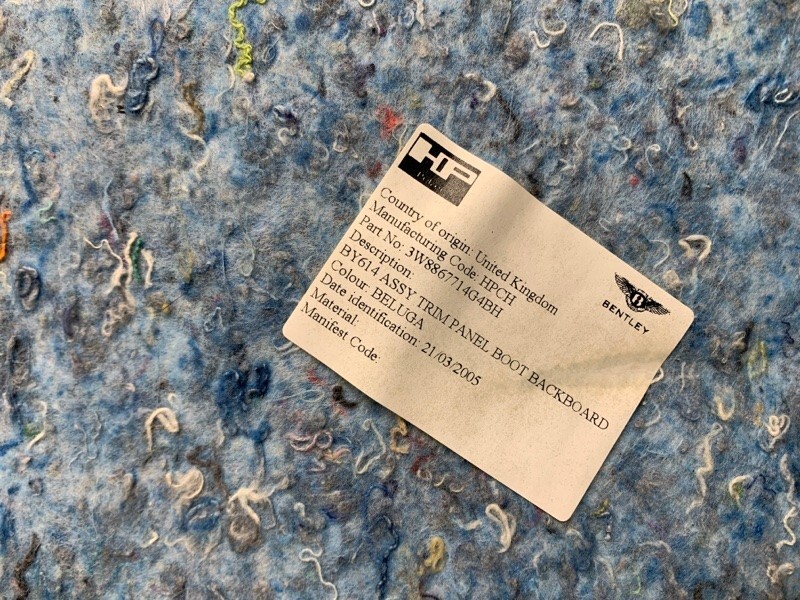 HF
Country of origin: United Kingdom
Manufacturing Code: HPCH
Part No: 3W8867714G4BH
Description:
BY614 ASSY TRIM PANEL BOOT BACKBOARD
Colour: BELUGA
Date identification: 21/03/2005
Material:
Manifest Code:
B
BENTLEY